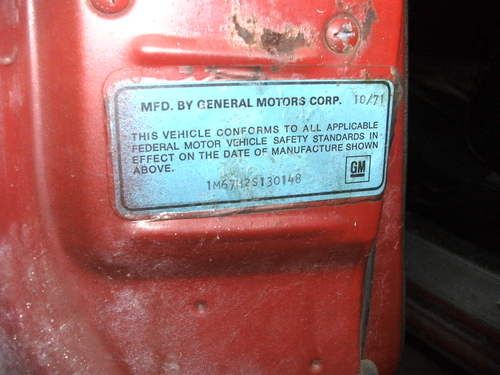 MFD. BY GENERAL MOTORS CORP. 10/71
THIS VEHICLE CONFORMS TO ALL APPLICABLE
FEDERAL MOTOR VEHICLE SAFETY STANDARDS IN
EFFECT ON THE DATE OF MANUFACTURE SHOWN
ABOVE.
GM
1M67H2S130148